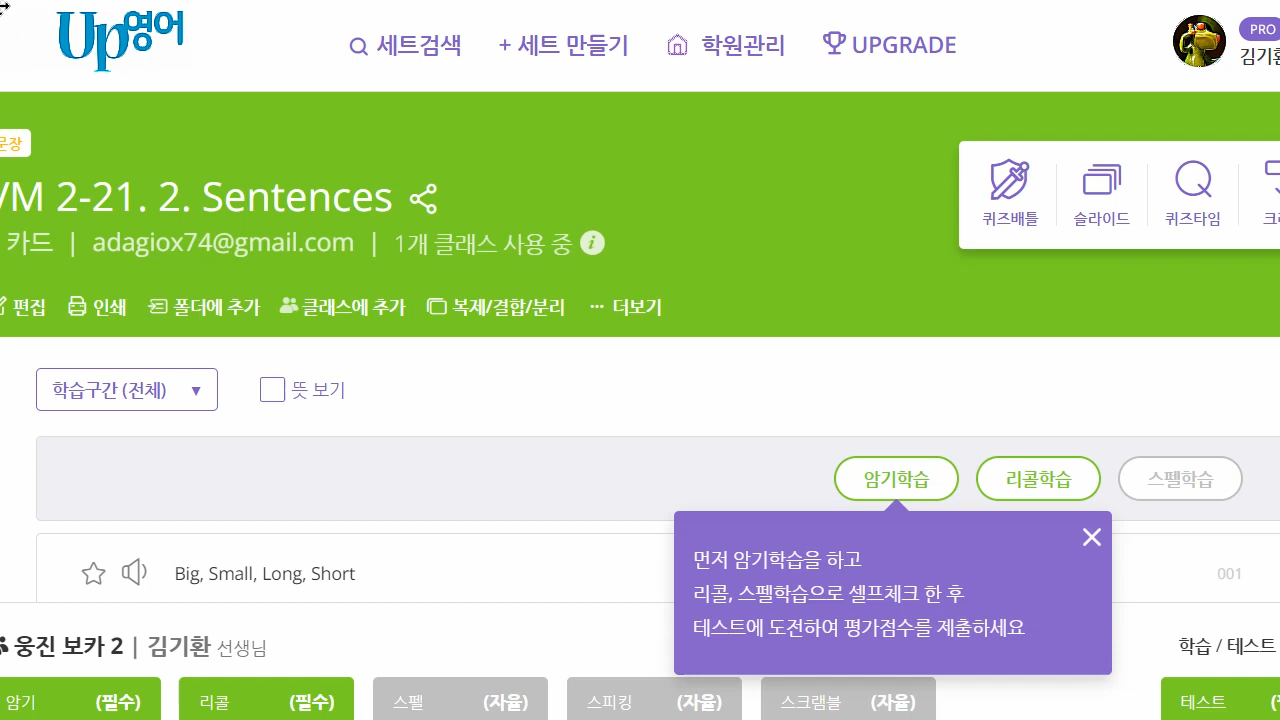 Up영어
세트검색
+ 세트 만들기
학원관리
UPGRADE
PRO
김기환
문장
VM 2-21. 2. Sentences
카드 | adagiox74@gmail.com | 1개 클래스 사용 중
퀴즈배틀
슬라이드
퀴즈타임
편집
인쇄
폴더에 추가
클래스에 추가
복제/결합/분리
··· 더보기
학습구간 (전체) ▼
뜻 보기
암기학습
리콜학습
스펠학습
먼저 암기학습을 하고
리콜, 스펠학습으로 셀프체크 한 후
테스트에 도전하여 평가점수를 제출하세요
Big, Small, Long, Short
001
웅진 보카 2 | 김기환 선생님
학습 / 테스트
암기 (필수)
리콜 (필수)
스펠 (자율)
스피킹 (자율)
스크램블 (자율)
테스트